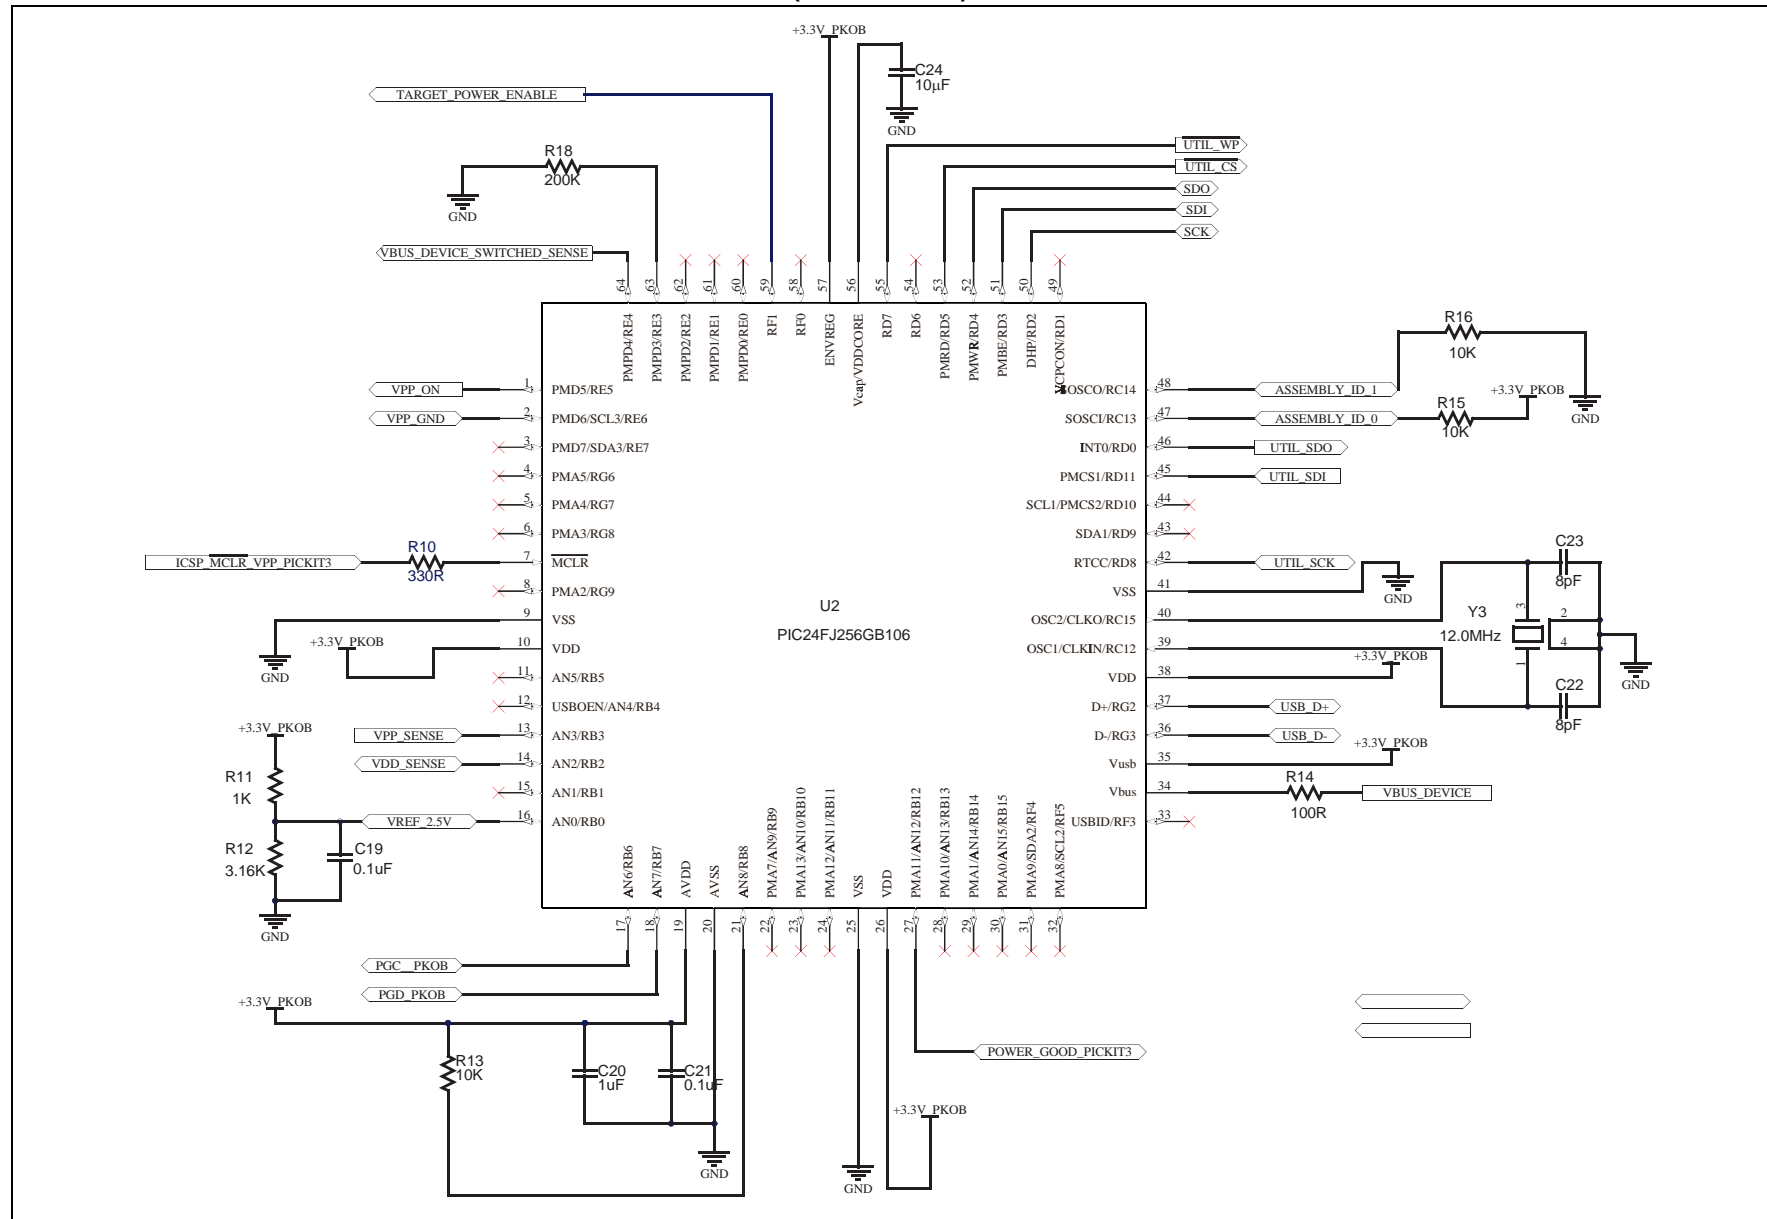 +3.3V_PKOB
C24
10µF
GND
TARGET_POWER_ENABLE
UTIL_WP
UTIL_CS
SDO
SDI
SCK
R18
200K
GND
VBUS_DEVICE_SWITCHED_SENSE
64 63 62 61 60 59 58 57 56 55 54 53 52 51 50 49
PMPD4/RE4
PMPD3/RE3
PMPD2/RE2
PMPD1/RE1
PMPD0/RE0
RF1
RF0
ENVREG
Vcap/VDDCORE
RD7
RD6
PMRD/RD5
PMWR/RD4
PMBE/RD3
DHP/RD2
VCPCON/RD1
VPP_ON 1 PMD5/RE5
VPP_GND 2 PMD6/SCL3/RE6
3 PMD7/SDA3/RE7
4 PMA5/RG6
5 PMA4/RG7
6 PMA3/RG8
ICSP_MCLR_VPP_PICKIT3 R10 330R 7 MCLR
8 PMA2/RG9
9 VSS
GND
+3.3V_PKOB 10 VDD
11 AN5/RB5
12 USBOEN/AN4/RB4
VPP_SENSE 13 AN3/RB3
VDD_SENSE 14 AN2/RB2
15 AN1/RB1
VREF_2.5V 16 AN0/RB0
+3.3V_PKOB
R11
1K
R12
3.16K
C19
0.1uF
GND
U2
PIC24FJ256GB106
SOSCO/RC14 48 ASSEMBLY_ID_1
R16
10K
GND
SOSCI/RC13 47 ASSEMBLY_ID_0
R15
10K
+3.3V_PKOB
INT0/RD0 46 UTIL_SDO
PMCS1/RD11 45 UTIL_SDI
SCL1/PMCS2/RD10 44
SDA1/RD9 43
RTCC/RD8 42 UTIL_SCK
VSS 41
GND
OSC2/CLKO/RC15 40
OSC1/CLKIN/RC12 39
VDD 38 +3.3V_PKOB
D+/RG2 37 USB_D+
D-/RG3 36 USB_D-
Vusb 35 +3.3V_PKOB
Vbus 34 R14 100R VBUS_DEVICE
USBID/RF3 33
C23
8pF
Y3
12.0MHz
3
2
4
1
GND
C22
8pF
AN6/RB6
AN7/RB7
AVDD
AVSS
AN8/RB8
PMA7/AN9/RB9
PMA13/AN10/RB10
PMA12/AN11/RB11
VSS
VDD
PMA11/AN12/RB12
PMA10/AN13/RB13
PMA1/AN14/RB14
PMA0/AN15/RB15
PMA9/SDA2/RF4
PMA8/SCL2/RF5
17 18 19 20 21 22 23 24 25 26 27 28 29 30 31 32
PGC__PKOB
PGD_PKOB
+3.3V_PKOB
R13
10K
C20
1uF
C21
0.1uF
GND
GND
POWER_GOOD_PICKIT3
+3.3V_PKOB